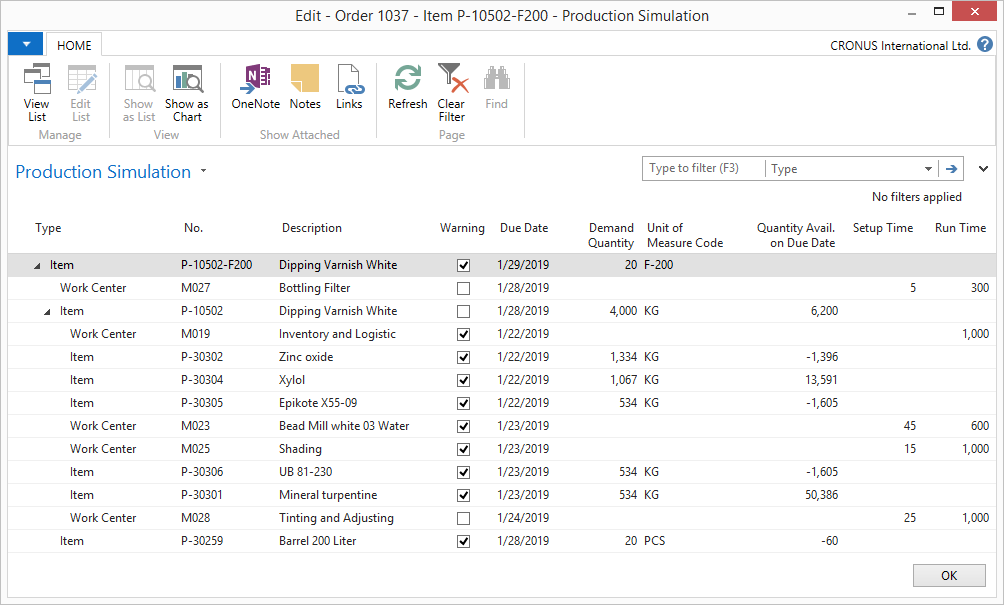 Edit - Order 1037 - Item P-10502-F200 - Production Simulation
HOME
CRONUS International Ltd.
?
View List
Edit List
Show as List
Show as Chart
OneNote
Notes
Links
Refresh
Clear Filter
Find
Manage
View
Show Attached
Page
Production Simulation
Type to filter (F3)
Type
No filters applied
Type No. Description Warning Due Date Demand Quantity Unit of Measure Code Quantity Avail. on Due Date Setup Time Run Time
Item P-10502-F200 Dipping Varnish White 1/29/2019 20 F-200
Work Center M027 Bottling Filter 1/28/2019 5 300
Item P-10502 Dipping Varnish White 1/28/2019 4,000 KG 6,200
Work Center M019 Inventory and Logistic 1/22/2019 1,000
Item P-30302 Zinc oxide 1/22/2019 1,334 KG -1,396
Item P-30304 Xylol 1/22/2019 1,067 KG 13,591
Item P-30305 Epikote X55-09 1/22/2019 534 KG -1,605
Work Center M023 Bead Mill white 03 Water 1/23/2019 45 600
Work Center M025 Shading 1/23/2019 15 1,000
Item P-30306 UB 81-230 1/23/2019 534 KG -1,605
Item P-30301 Mineral turpentine 1/23/2019 534 KG 50,386
Work Center M028 Tinting and Adjusting 1/24/2019 25 1,000
Item P-30259 Barrel 200 Liter 1/28/2019 20 PCS -60
OK